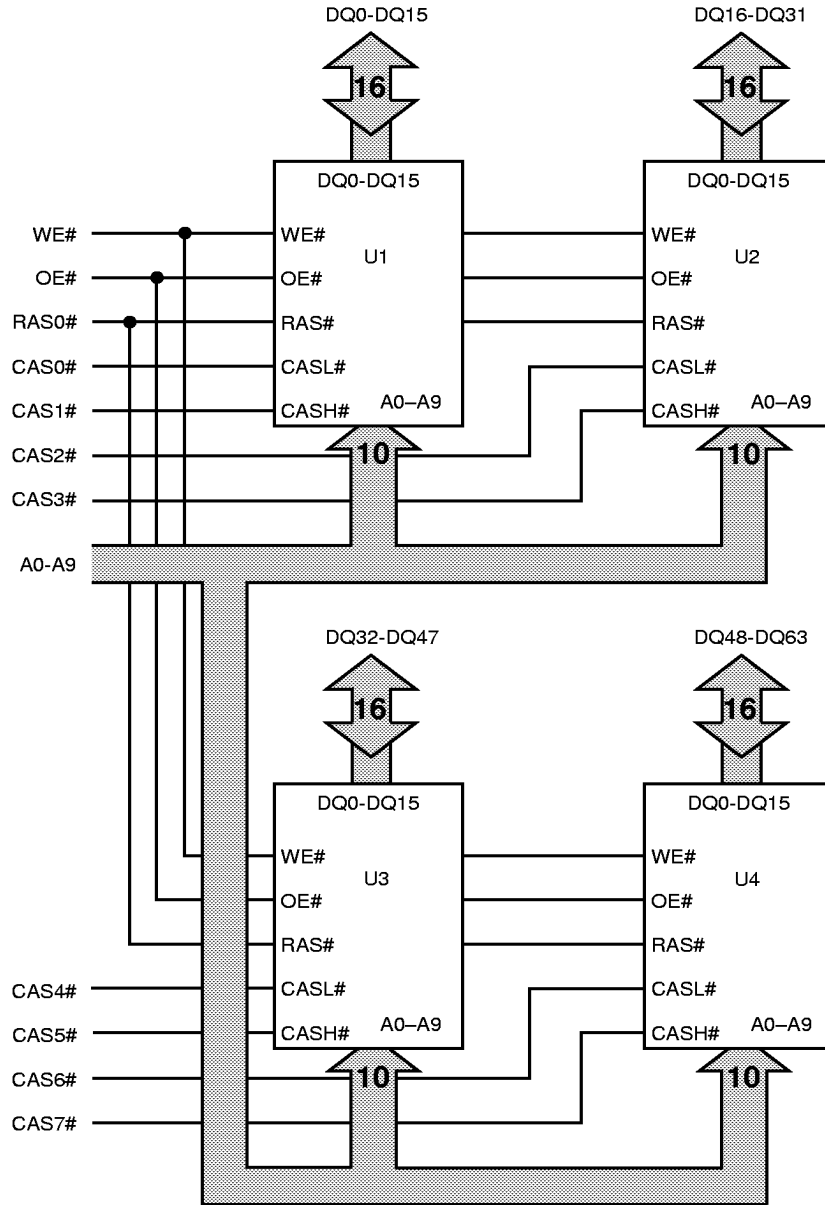 DQ0-DQ15 DQ16-DQ31
16 16
DQ0-DQ15 DQ0-DQ15
WE# WE# WE#
U1 U2
OE# OE# OE#
RAS0# RAS# RAS#
CAS0# CASL# CASL#
A0–A9 A0–A9
CAS1# CASH# CASH#
CAS2# 10 10
CAS3#
A0-A9
DQ32-DQ47 DQ48-DQ63
16 16
DQ0-DQ15 DQ0-DQ15
WE# WE#
U3 U4
OE# OE#
RAS# RAS#
CAS4# CASL# CASL#
A0–A9 A0–A9
CAS5# CASH# CASH#
CAS6# 10 10
CAS7#